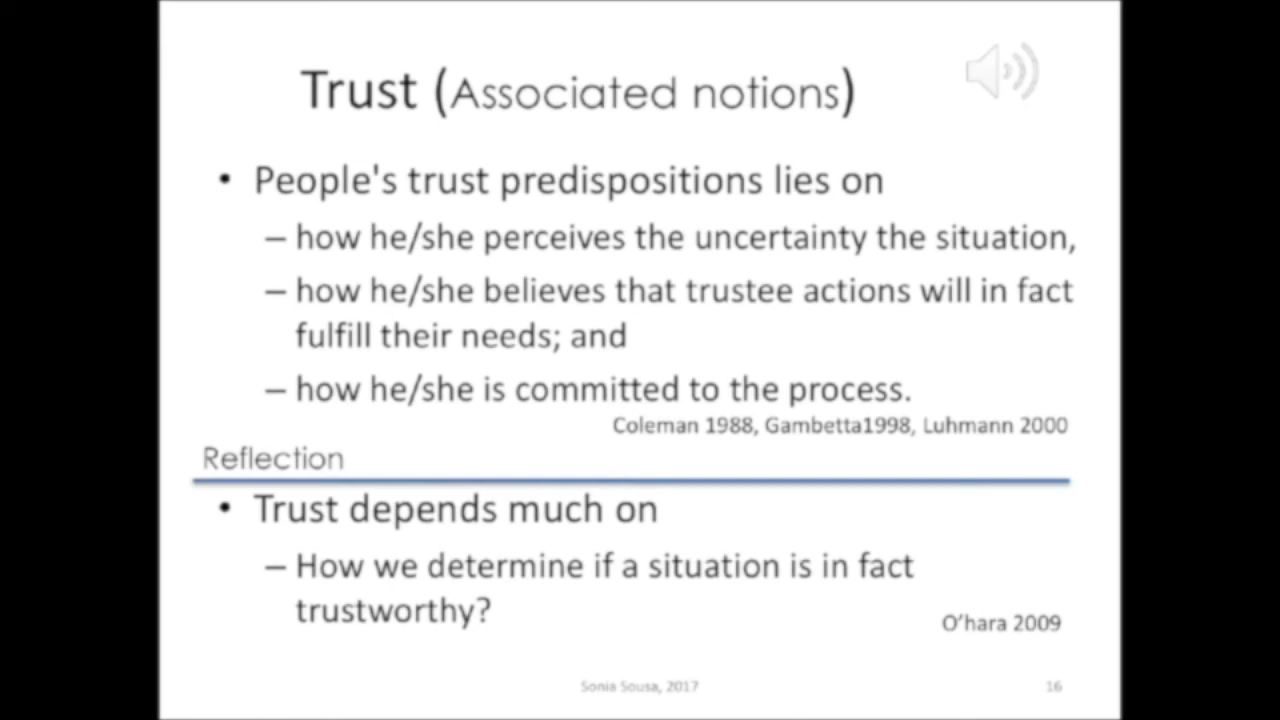 Trust (Associated notions)
• People's trust predispositions lies on
– how he/she perceives the uncertainty the situation,
– how he/she believes that trustee actions will in fact
fulfill their needs; and
– how he/she is committed to the process.
Coleman 1988, Gambetta1998, Luhmann 2000
Reflection
• Trust depends much on
– How we determine if a situation is in fact
trustworthy?
O’hara 2009
Sonia Sousa, 2017
16